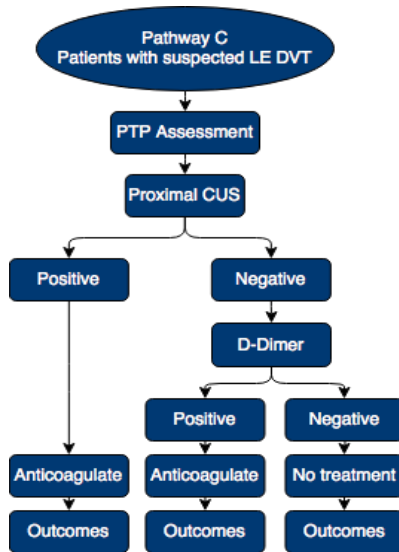 Pathway C
Patients with suspected LE DVT
PTP Assessment
Proximal CUS
Positive
Negative
D-Dimer
Positive
Negative
Anticoagulate
Anticoagulate
No treatment
Outcomes
Outcomes
Outcomes